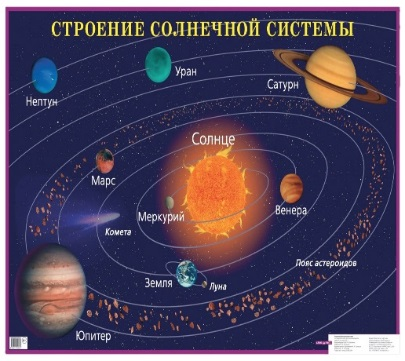 СТРОЕНИЕ СОЛНЕЧНОЙ СИСТЕМЫ
Нептун
Уран
Сатурн
Солнце
Марс
Меркурий
Венера
Комета
Пояс астероидов
Земля
Луна
Юпитер